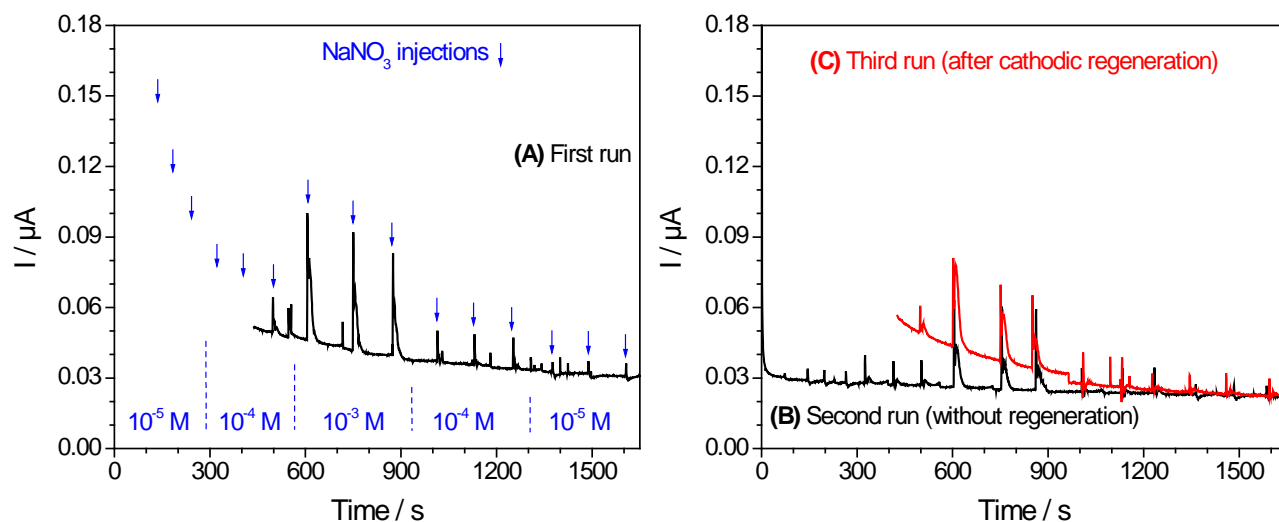 0.18
0.15
0.12
0.09
0.06
0.03
0.00
I / µA
NaNO₃ injections
(A) First run
10⁻⁵ M
10⁻⁴ M
10⁻³ M
10⁻⁴ M
10⁻⁵ M
0
300
600
900
1200
1500
Time / s
0.18
0.15
0.12
0.09
0.06
0.03
0.00
I / µA
(C) Third run (after cathodic regeneration)
(B) Second run (without regeneration)
0
300
600
900
1200
1500
Time / s